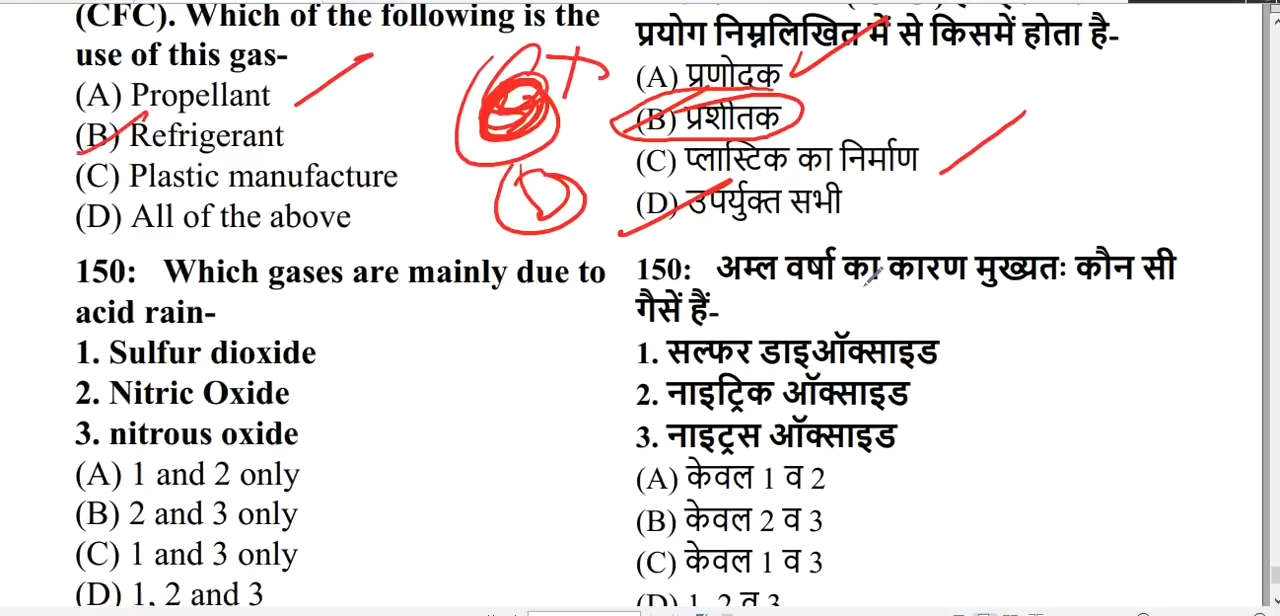 (CFC). Which of the following is the
use of this gas-
(A) Propellant
(B) Refrigerant
(C) Plastic manufacture
(D) All of the above
150: Which gases are mainly due to
acid rain-
1. Sulfur dioxide
2. Nitric Oxide
3. nitrous oxide
(A) 1 and 2 only
(B) 2 and 3 only
(C) 1 and 3 only
(D) 1, 2 and 3
प्रयोग निम्नलिखित में से किसमें होता है-
(A) प्रणोदक
(B) प्रशीतक
(C) प्लास्टिक का निर्माण
(D) उपर्युक्त सभी
150: अम्ल वर्षा का कारण मुख्यतः कौन सी
गैसें हैं-
1. सल्फर डाइऑक्साइड
2. नाइट्रिक ऑक्साइड
3. नाइट्रस ऑक्साइड
(A) केवल 1 व 2
(B) केवल 2 व 3
(C) केवल 1 व 3
(D) 1, 2 व 3
D